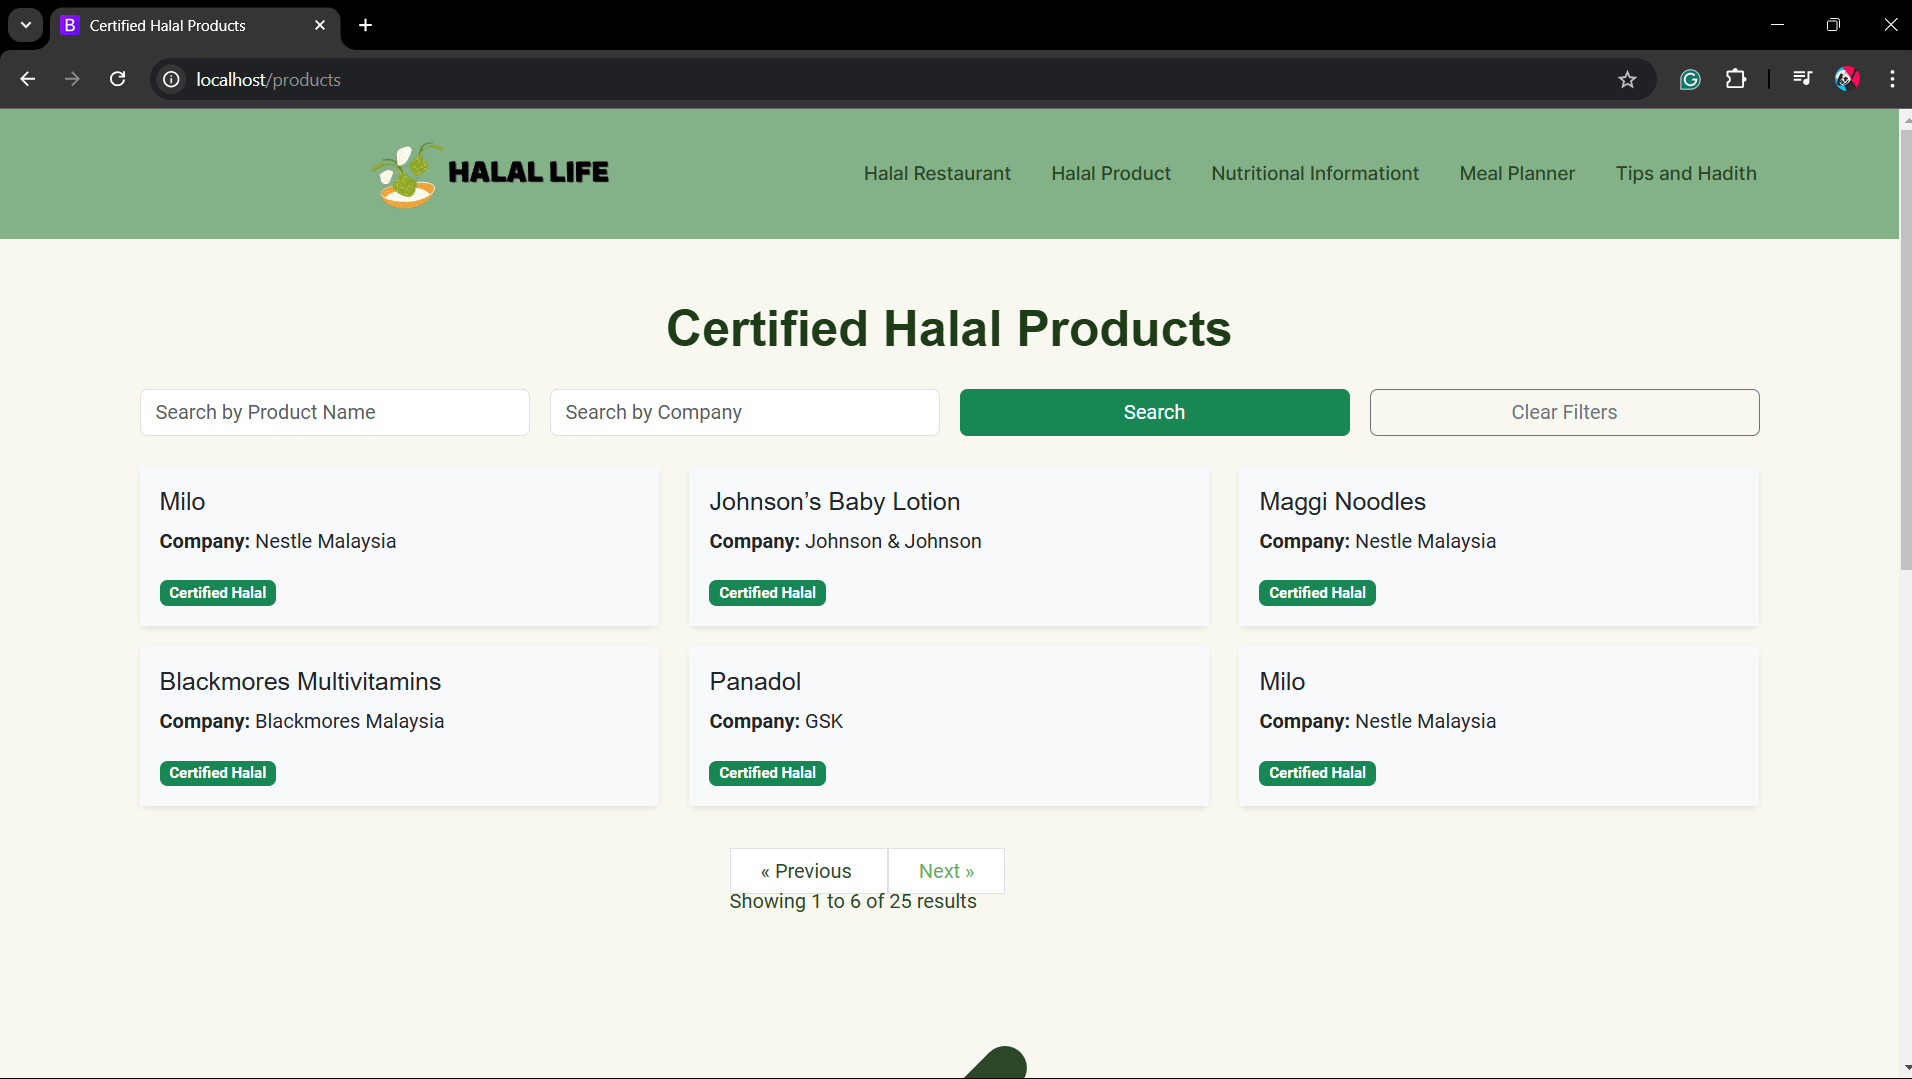 Certified Halal Products
localhost/products
HALAL LIFE
Halal Restaurant Halal Product Nutritional Informationt Meal Planner Tips and Hadith
Certified Halal Products
Search by Product Name Search by Company Search Clear Filters
Milo
Company: Nestle Malaysia
Certified Halal
Johnson’s Baby Lotion
Company: Johnson & Johnson
Certified Halal
Maggi Noodles
Company: Nestle Malaysia
Certified Halal
Blackmores Multivitamins
Company: Blackmores Malaysia
Certified Halal
Panadol
Company: GSK
Certified Halal
Milo
Company: Nestle Malaysia
Certified Halal
« Previous Next »
Showing 1 to 6 of 25 results